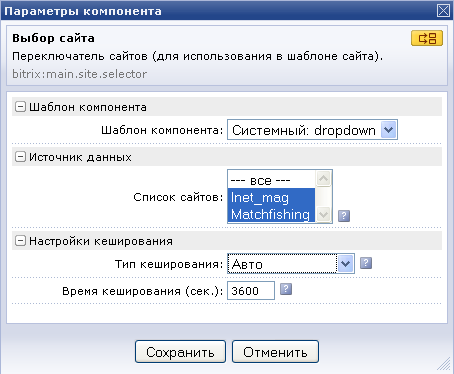 Параметры компонента
Выбор сайта
Переключатель сайтов (для использования в шаблоне сайта).
bitrix:main.site.selector
Шаблон компонента
Шаблон компонента: Системный: dropdown
Источник данных
Список сайтов: --- все ---
Inet_mag
Matchfishing
?
Настройки кеширования
Тип кеширования: Авто ?
Время кеширования (сек.): 3600 ?
Сохранить Отменить